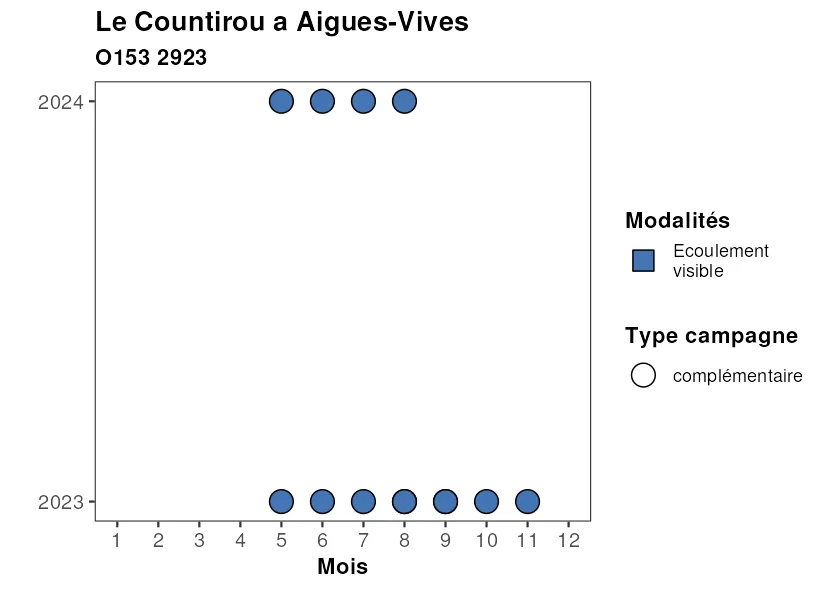 Le Countirou a Aigues-Vives
O153 2923
2024
2023
1 2 3 4 5 6 7 8 9 10 11 12
Mois
Modalités
Ecoulement
visible
Type campagne
complémentaire